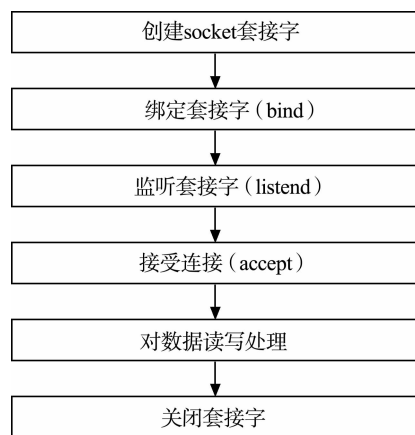 创建socket套接字
绑定套接字(bind)
监听套接字(listend)
接受连接(accept)
对数据读写处理
关闭套接字